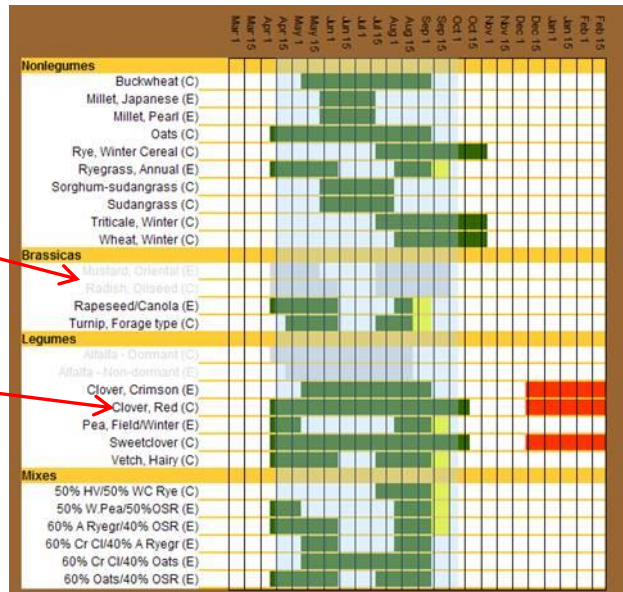 Mar 1 Mar 15 Apr 1 Apr 15 May 1 May 15 Jun 1 Jun 15 Jul 1 Jul 15 Aug 1 Aug 15 Sep 1 Sep 15 Oct 1 Oct 15 Nov 1 Nov 15 Dec 1 Dec 15 Jan 1 Jan 15 Feb 1 Feb 15
Nonlegumes
Buckwheat (C)
Millet, Japanese (E)
Millet, Pearl (E)
Oats (C)
Rye, Winter Cereal (C)
Ryegrass, Annual (E)
Sorghum-sudangrass (C)
Sudangrass (C)
Triticale, Winter (C)
Wheat, Winter (C)
Brassicas
Mustard, Oriental (E)
Radish, Oilseed (C)
Rapeseed/Canola (E)
Turnip, Forage type (C)
Legumes
Alfalfa - Dormant (C)
Alfalfa - Non-dormant (E)
Clover, Crimson (E)
Clover, Red (C)
Pea, Field/Winter (E)
Sweetclover (C)
Vetch, Hairy (C)
Mixes
50% HV/50% WC Rye (C)
50% W.Pea/50%OSR (E)
60% A Ryegr/40% OSR (E)
60% Cr Cl/40% A Ryegr (E)
60% Cr Cl/40% Oats (E)
60% Oats/40% OSR (E)